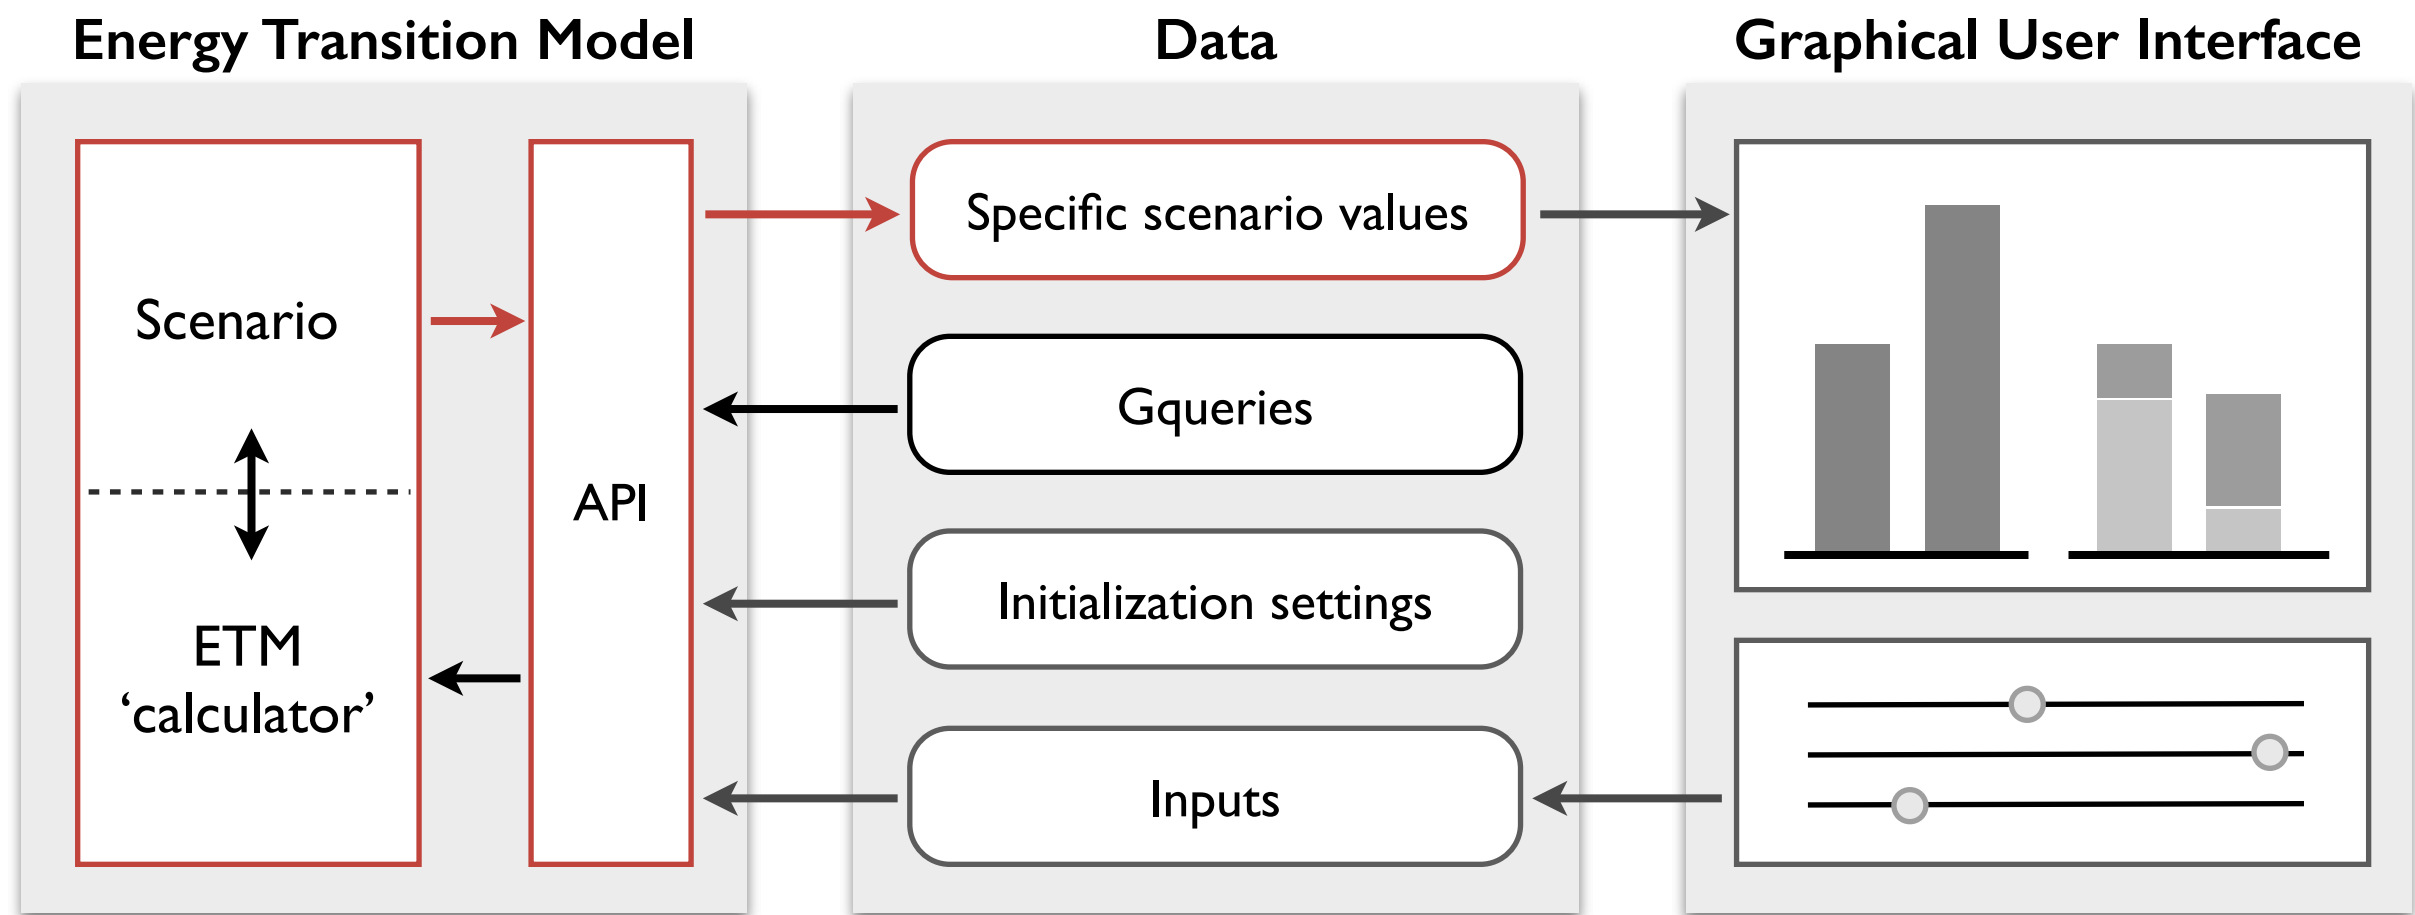 Energy Transition Model
Data
Graphical User Interface
Scenario
ETM
‘calculator’
API
Specific scenario values
Gqueries
Initialization settings
Inputs